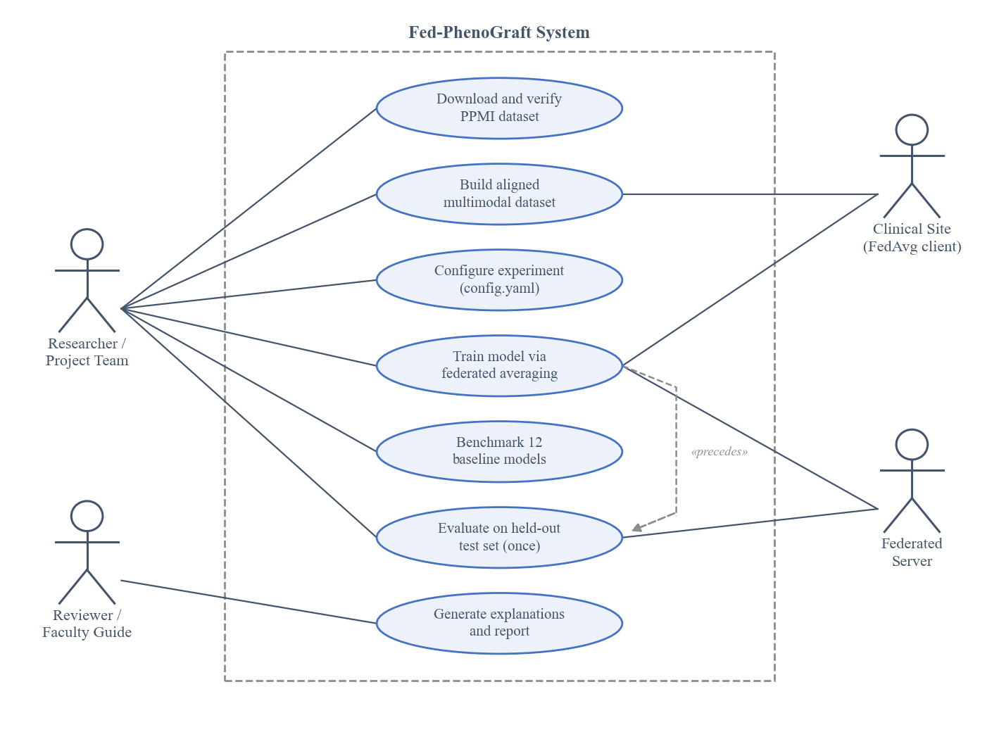 Fed-PhenoGraft System
Download and verify
PPMI dataset
Build aligned
multimodal dataset
Configure experiment
(config.yaml)
Train model via
federated averaging
Benchmark 12
baseline models
Evaluate on held-out
test set (once)
Generate explanations
and report
Researcher /
Project Team
Reviewer /
Faculty Guide
Clinical Site
(FedAvg client)
«precedes»
Federated
Server